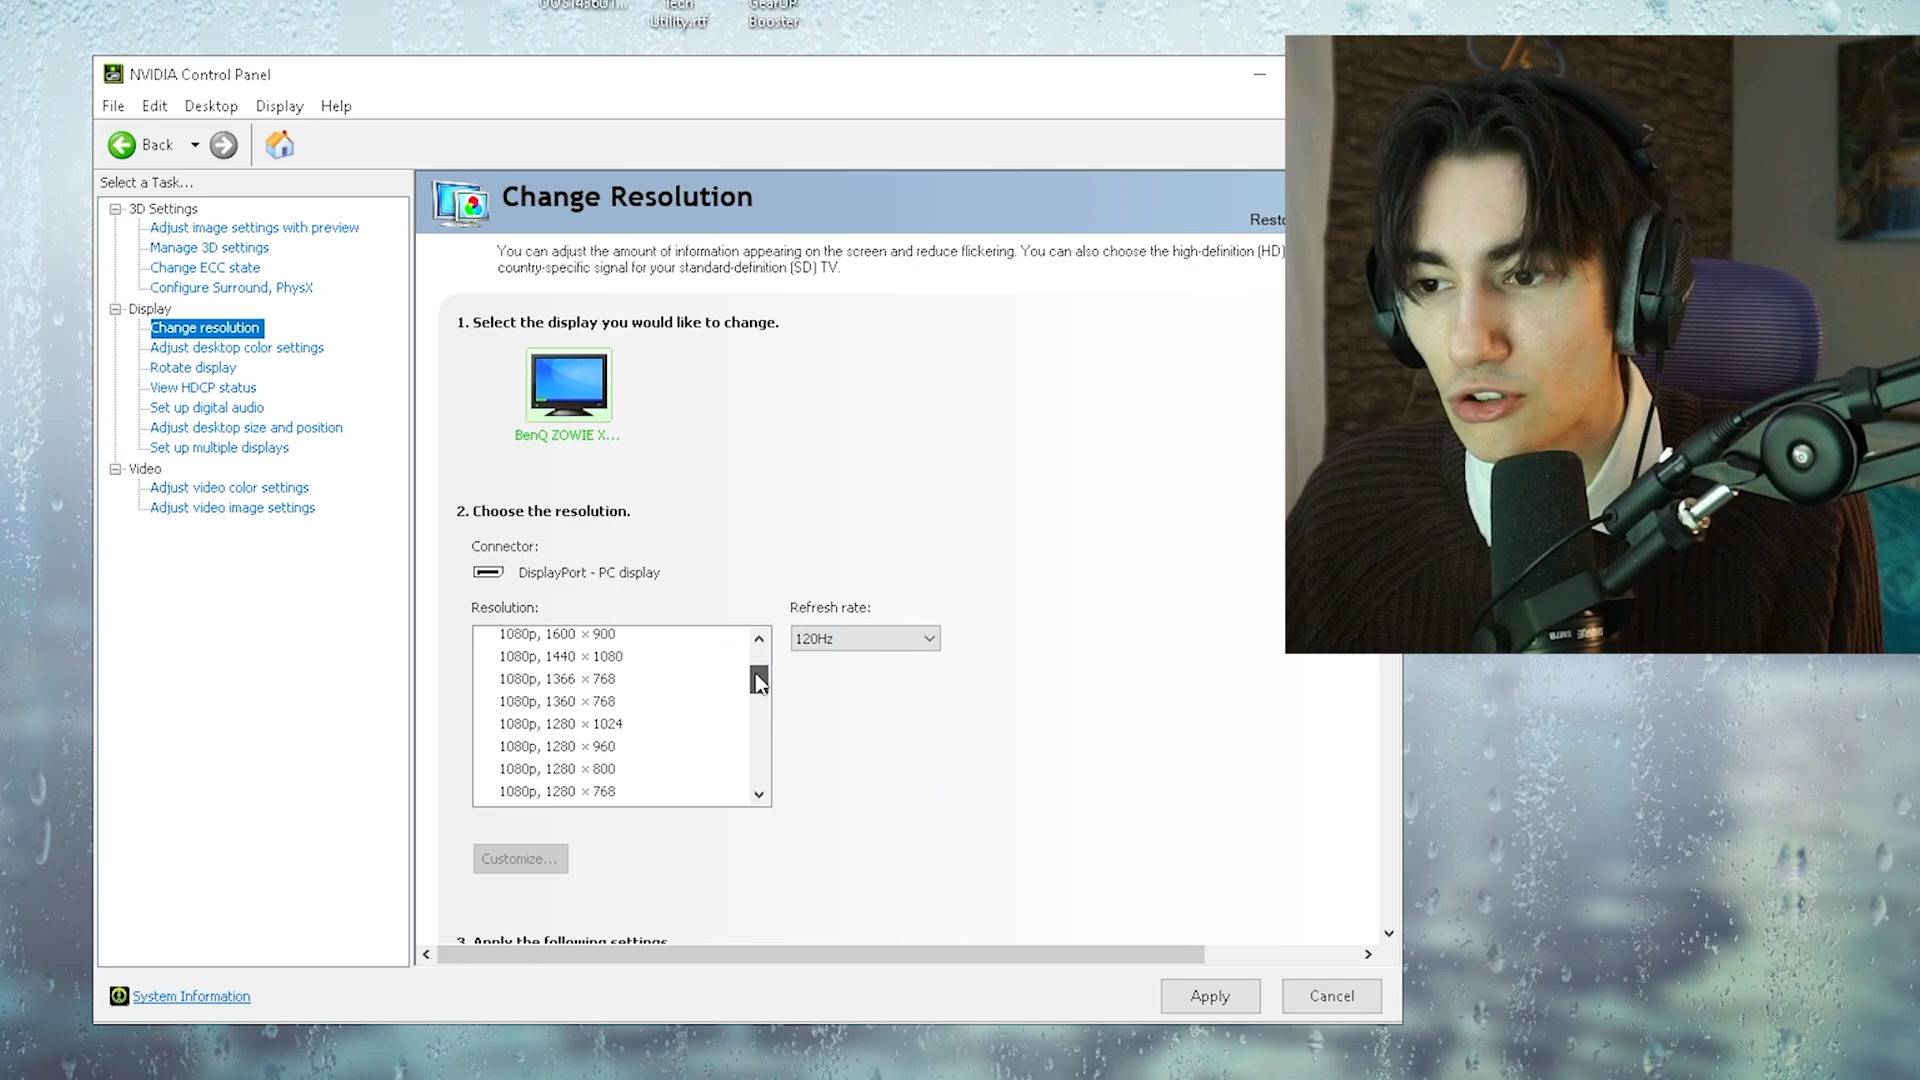 Tech
Utility.rtf
GearUP
Booster
NVIDIA Control Panel
File Edit Desktop Display Help
Back
Select a Task...
3D Settings
Adjust image settings with preview
Manage 3D settings
Change ECC state
Configure Surround, PhysX
Display
Change resolution
Adjust desktop color settings
Rotate display
View HDCP status
Set up digital audio
Adjust desktop size and position
Set up multiple displays
Video
Adjust video color settings
Adjust video image settings
System Information
Change Resolution
Resto
You can adjust the amount of information appearing on the screen and reduce flickering. You can also choose the high-definition (HD)
country-specific signal for your standard-definition (SD) TV.
1. Select the display you would like to change.
BenQ ZOWIE X...
2. Choose the resolution.
Connector:
DisplayPort - PC display
Resolution:
1080p, 1600 × 900
1080p, 1440 × 1080
1080p, 1366 × 768
1080p, 1360 × 768
1080p, 1280 × 1024
1080p, 1280 × 960
1080p, 1280 × 800
1080p, 1280 × 768
Refresh rate:
120Hz
Customize...
3. Apply the following settings.
Apply
Cancel